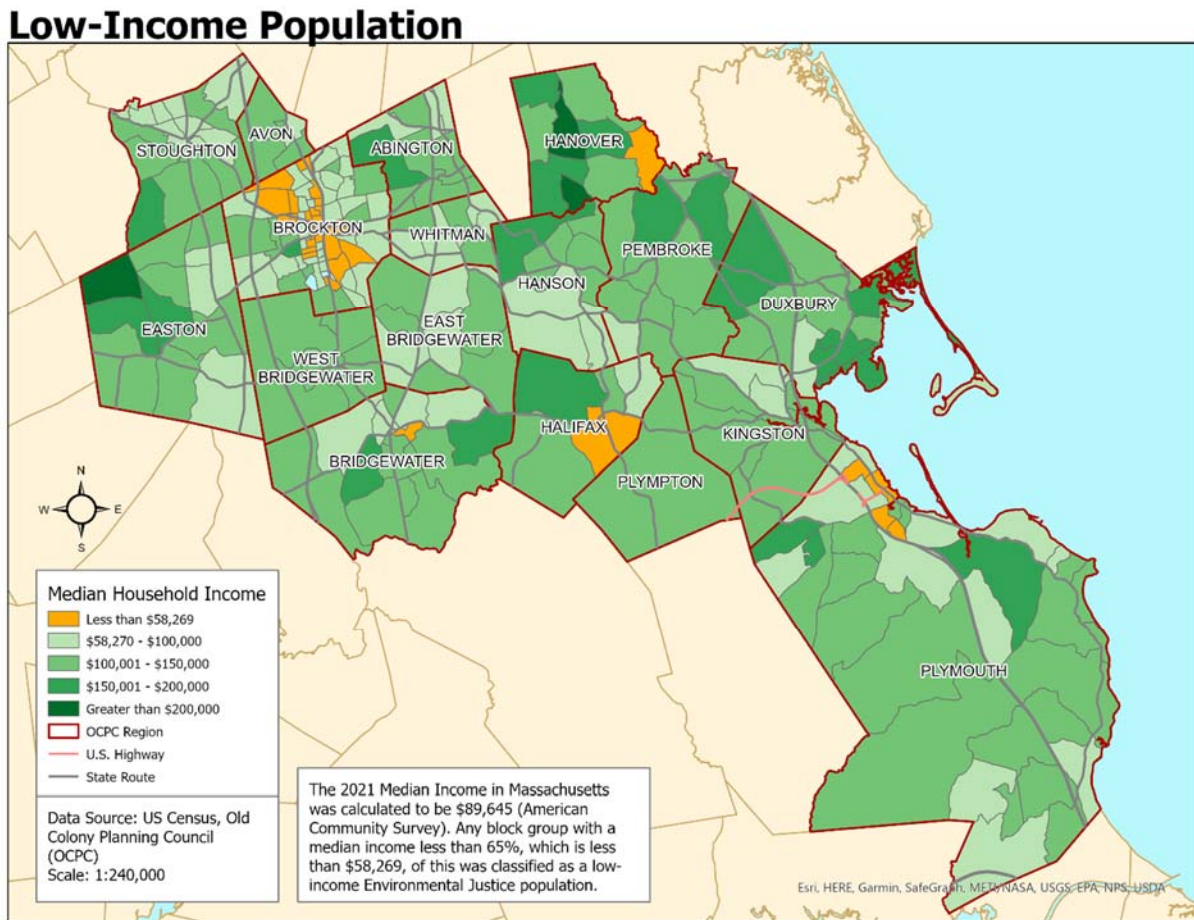 Low-Income Population
STOUGHTON
AVON
ABINGTON
HANOVER
BROCKTON
WHITMAN
PEMBROKE
HANSON
DUXBURY
EASTON
EAST
BRIDGEWATER
WEST
BRIDGEWATER
HALIFAX
KINGSTON
BRIDGEWATER
PLYMPTON
PLYMOUTH
N
W
E
S
Median Household Income
Less than $58,269
$58,270 - $100,000
$100,001 - $150,000
$150,001 - $200,000
Greater than $200,000
OCPC Region
U.S. Highway
State Route
Data Source: US Census, Old
Colony Planning Council
(OCPC)
Scale: 1:240,000
The 2021 Median Income in Massachusetts
was calculated to be $89,645 (American
Community Survey). Any block group with a
median income less than 65%, which is less
than $58,269, of this was classified as a low-
income Environmental Justice population.
Esri, HERE, Garmin, SafeGraph, METI/NASA, USGS, EPA, NPS, USDA